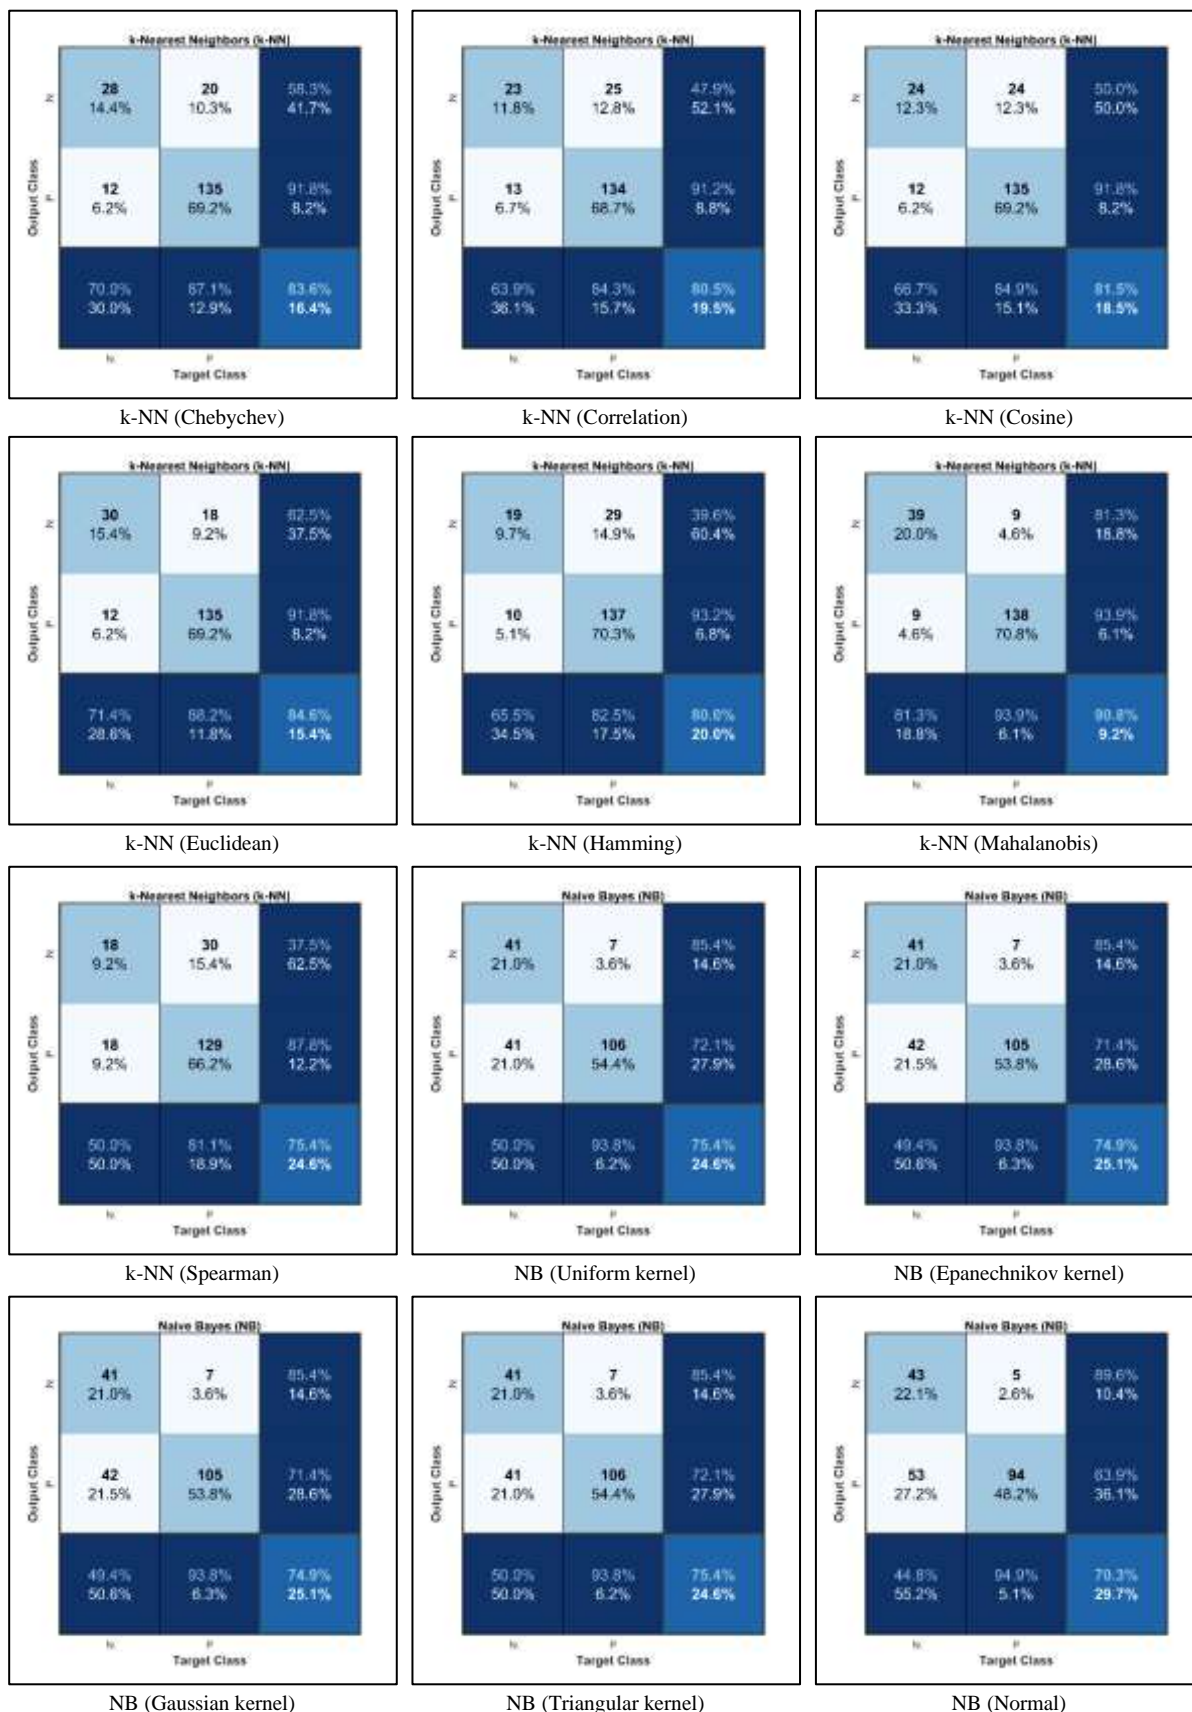 k-Nearest Neighbors (k-NN)
k-Nearest Neighbors (k-NN)
k-Nearest Neighbors (k-NN)
N 28 20 58.3%
14.4% 10.3% 41.7%
N 23 25 47.9%
11.8% 12.8% 52.1%
N 24 24 50.0%
12.3% 12.3% 50.0%
Output Class P 12 135 91.8%
6.2% 69.2% 8.2%
Output Class P 13 134 91.2%
6.7% 68.7% 8.8%
Output Class P 12 135 91.8%
6.2% 69.2% 8.2%
70.0% 87.1% 83.6%
30.0% 12.9% 16.4%
63.9% 84.3% 80.5%
36.1% 15.7% 19.5%
66.7% 84.9% 81.5%
33.3% 15.1% 18.5%
N P
N P
N P
Target Class
Target Class
Target Class
k-NN (Chebychev)
k-NN (Correlation)
k-NN (Cosine)
k-Nearest Neighbors (k-NN)
k-Nearest Neighbors (k-NN)
k-Nearest Neighbors (k-NN)
N 30 18 62.5%
15.4% 9.2% 37.5%
N 19 29 39.6%
9.7% 14.9% 60.4%
N 39 9 81.3%
20.0% 4.6% 18.8%
Output Class P 12 135 91.8%
6.2% 69.2% 8.2%
Output Class P 10 137 93.2%
5.1% 70.3% 6.8%
Output Class P 9 138 93.9%
4.6% 70.8% 6.1%
71.4% 88.2% 84.6%
28.6% 11.8% 15.4%
65.5% 82.5% 80.0%
34.5% 17.5% 20.0%
81.3% 93.9% 90.8%
18.8% 6.1% 9.2%
N P
N P
N P
Target Class
Target Class
Target Class
k-NN (Euclidean)
k-NN (Hamming)
k-NN (Mahalanobis)
k-Nearest Neighbors (k-NN)
Naive Bayes (NB)
Naive Bayes (NB)
N 18 30 37.5%
9.2% 15.4% 62.5%
N 41 7 85.4%
21.0% 3.6% 14.6%
N 41 7 85.4%
21.0% 3.6% 14.6%
Output Class P 18 129 87.8%
9.2% 66.2% 12.2%
Output Class P 41 106 72.1%
21.0% 54.4% 27.9%
Output Class P 42 105 71.4%
21.5% 53.8% 28.6%
50.0% 81.1% 75.4%
50.0% 18.9% 24.6%
50.0% 93.8% 75.4%
50.0% 6.2% 24.6%
49.4% 93.8% 74.9%
50.6% 6.3% 25.1%
N P
N P
N P
Target Class
Target Class
Target Class
k-NN (Spearman)
NB (Uniform kernel)
NB (Epanechnikov kernel)
Naive Bayes (NB)
Naive Bayes (NB)
Naive Bayes (NB)
N 41 7 85.4%
21.0% 3.6% 14.6%
N 41 7 85.4%
21.0% 3.6% 14.6%
N 43 5 89.6%
22.1% 2.6% 10.4%
Output Class P 42 105 71.4%
21.5% 53.8% 28.6%
Output Class P 41 106 72.1%
21.0% 54.4% 27.9%
Output Class P 53 94 63.9%
27.2% 48.2% 36.1%
49.4% 93.8% 74.9%
50.6% 6.3% 25.1%
50.0% 93.8% 75.4%
50.0% 6.2% 24.6%
44.8% 94.9% 70.3%
55.2% 5.1% 29.7%
N P
N P
N P
Target Class
Target Class
Target Class
NB (Gaussian kernel)
NB (Triangular kernel)
NB (Normal)